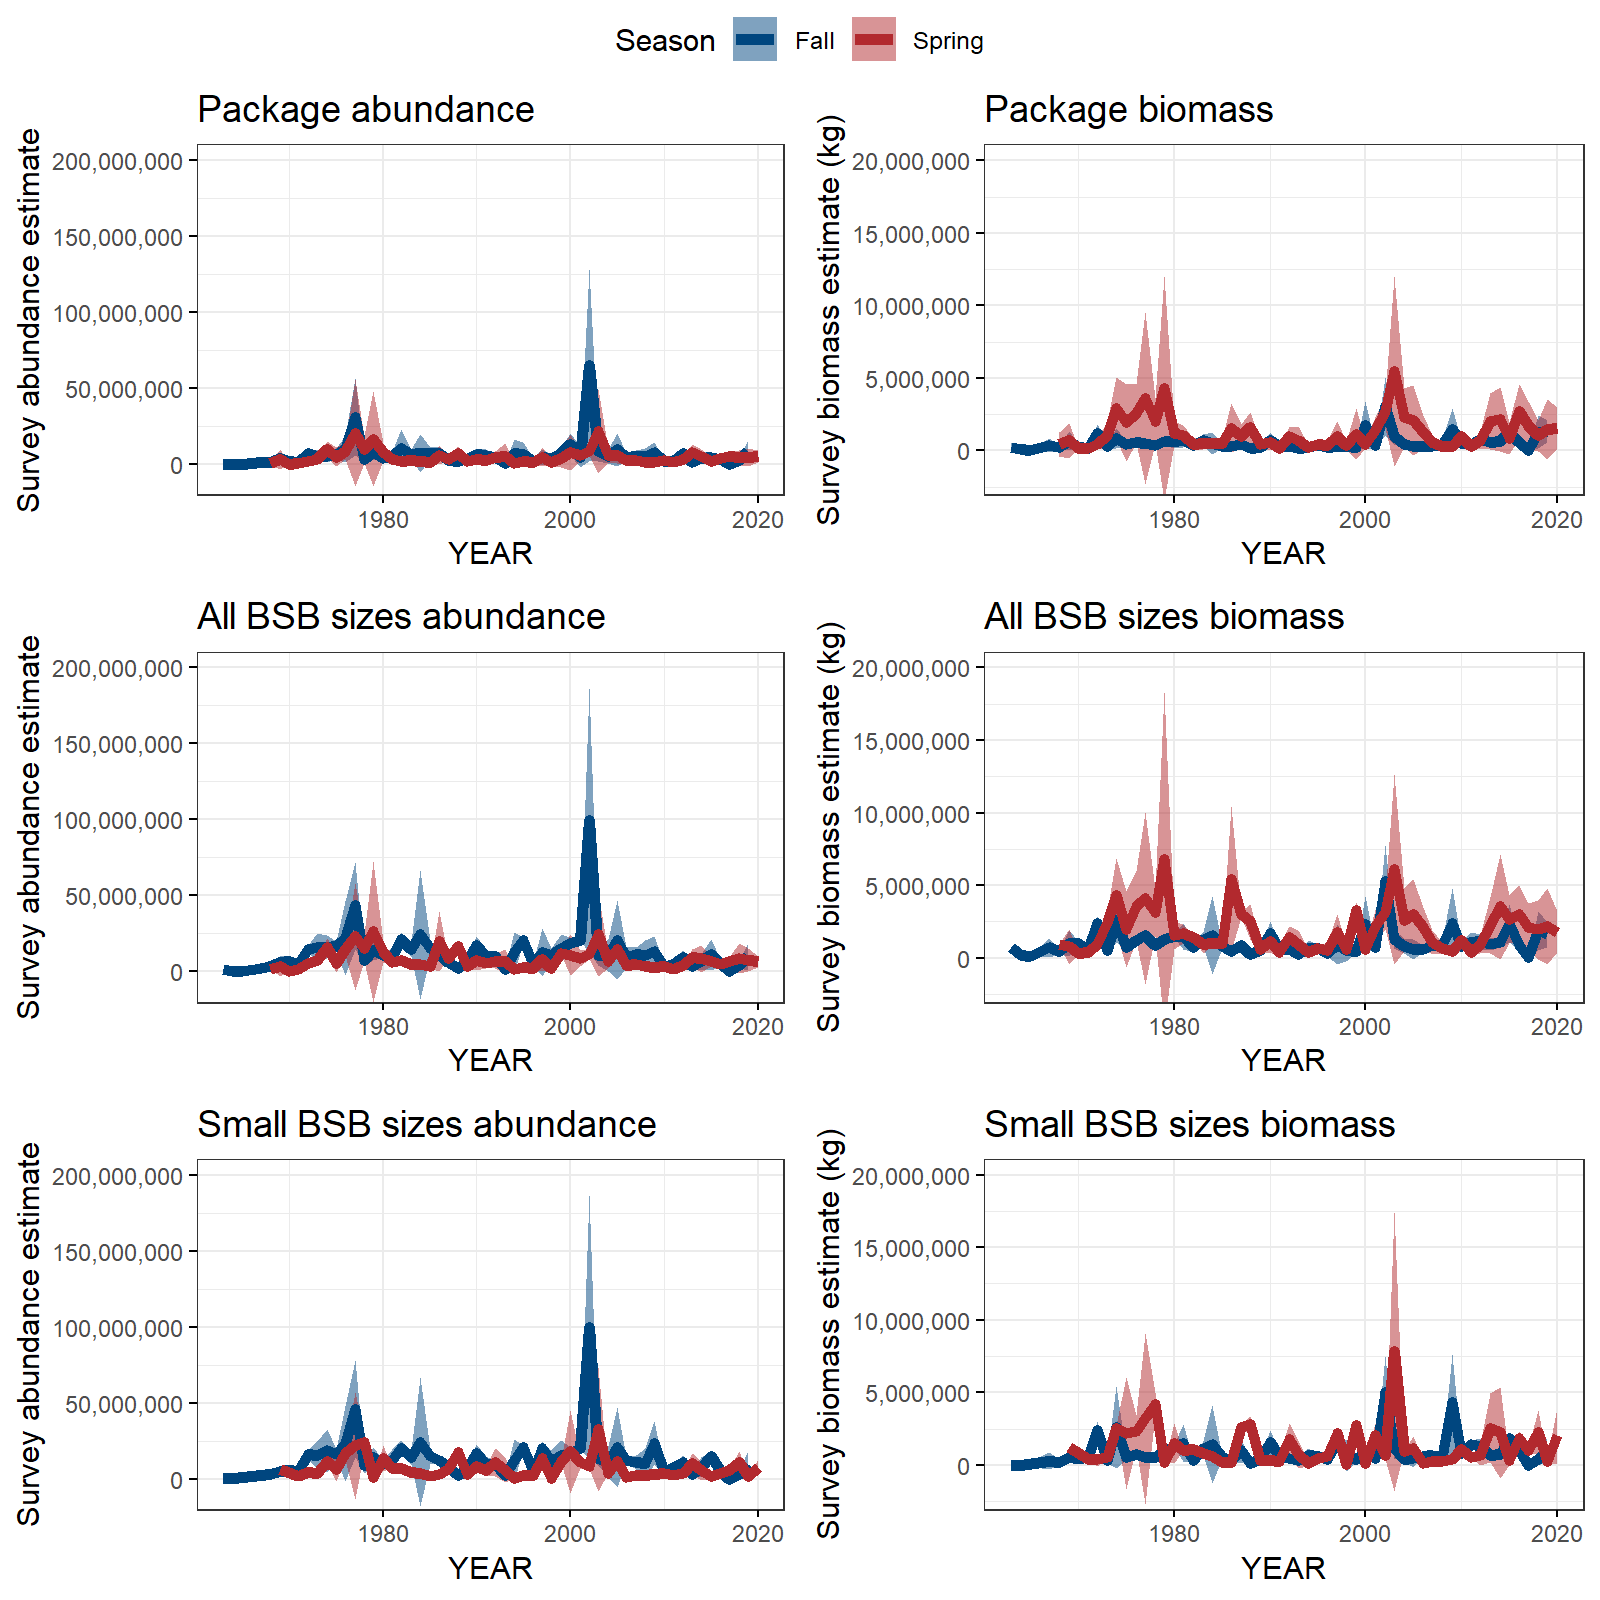 Season Fall Spring
Package abundance
Survey abundance estimate
200,000,000
150,000,000
100,000,000
50,000,000
0
1980 2000 2020
YEAR
Package biomass
Survey biomass estimate (kg)
20,000,000
15,000,000
10,000,000
5,000,000
0
1980 2000 2020
YEAR
All BSB sizes abundance
Survey abundance estimate
200,000,000
150,000,000
100,000,000
50,000,000
0
1980 2000 2020
YEAR
All BSB sizes biomass
Survey biomass estimate (kg)
20,000,000
15,000,000
10,000,000
5,000,000
0
1980 2000 2020
YEAR
Small BSB sizes abundance
Survey abundance estimate
200,000,000
150,000,000
100,000,000
50,000,000
0
1980 2000 2020
YEAR
Small BSB sizes biomass
Survey biomass estimate (kg)
20,000,000
15,000,000
10,000,000
5,000,000
0
1980 2000 2020
YEAR